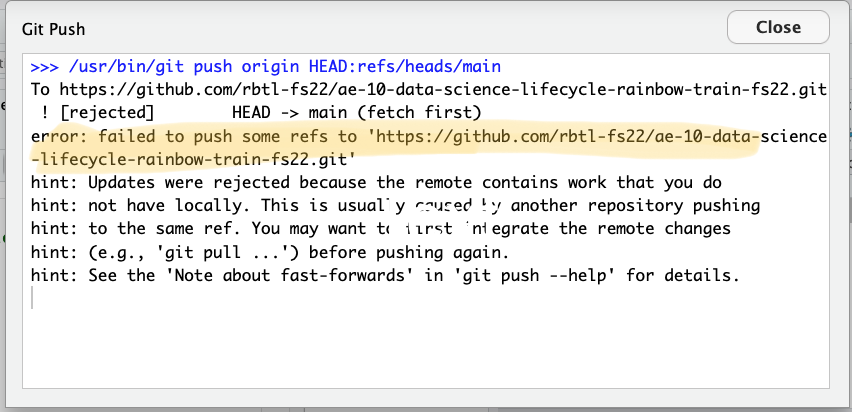 Git Push
Close
>>> /usr/bin/git push origin HEAD:refs/heads/main
To https://github.com/rbtl-fs22/ae-10-data-science-lifecycle-rainbow-train-fs22.git
 ! [rejected]        HEAD -> main (fetch first)
error: failed to push some refs to 'https://github.com/rbtl-fs22/ae-10-data-science
-lifecycle-rainbow-train-fs22.git'
hint: Updates were rejected because the remote contains work that you do
hint: not have locally. This is usually caused by another repository pushing
hint: to the same ref. You may want to first integrate the remote changes
hint: (e.g., 'git pull ...') before pushing again.
hint: See the 'Note about fast-forwards' in 'git push --help' for details.